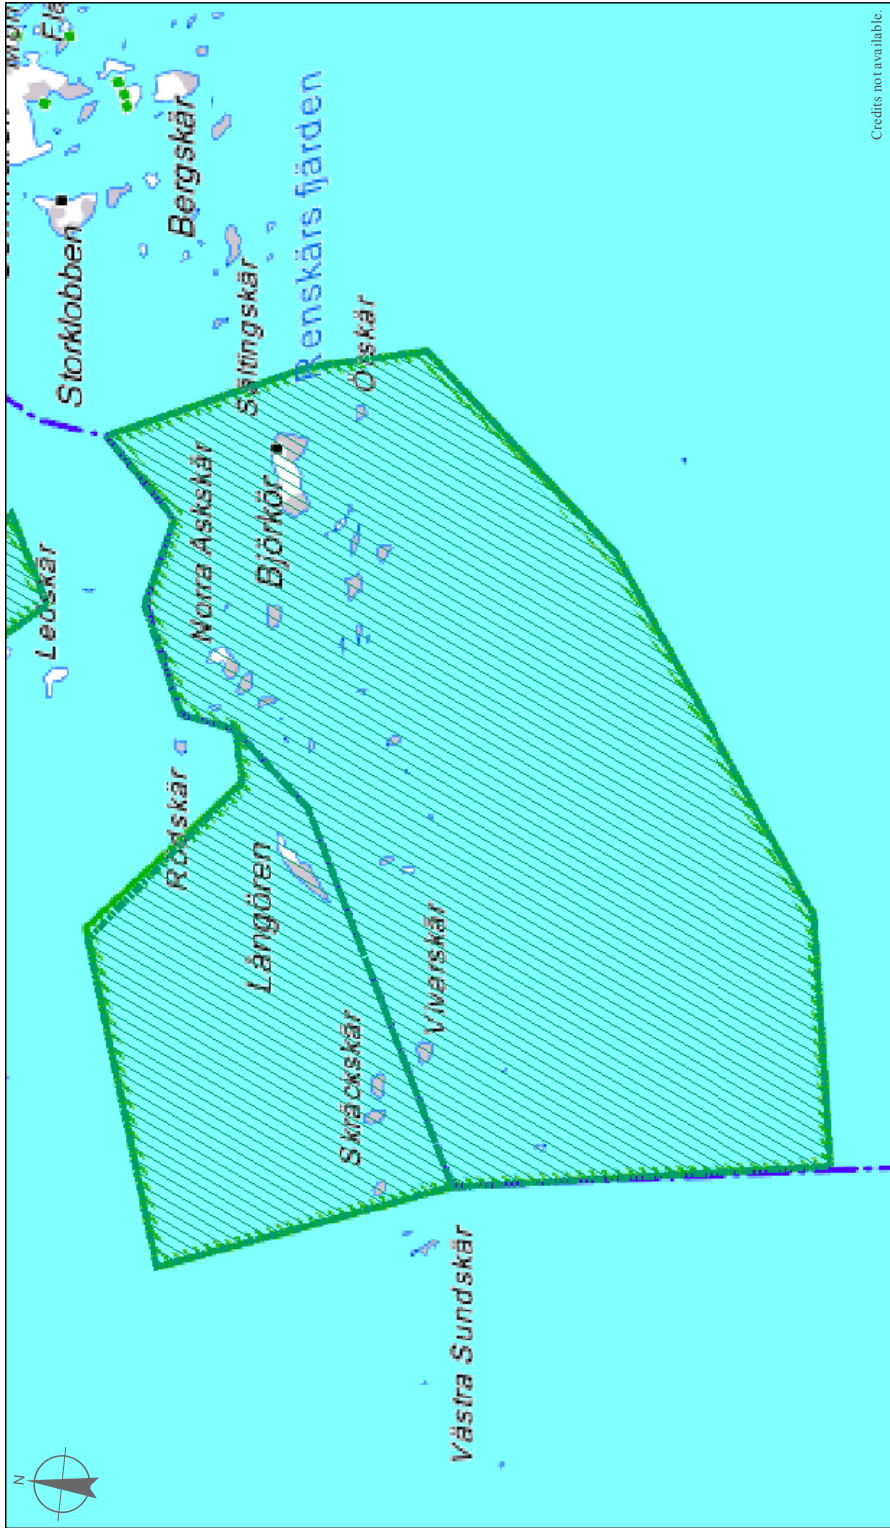 N
Ledskär
Storklobben
Bergskär
Rödskär
Norra Askskär
Sältingskär
Renskärs fjärden
Björkör
Örskär
Långören
Skräckskär
Vivarskär
Västra Sundskär
Credits not available.